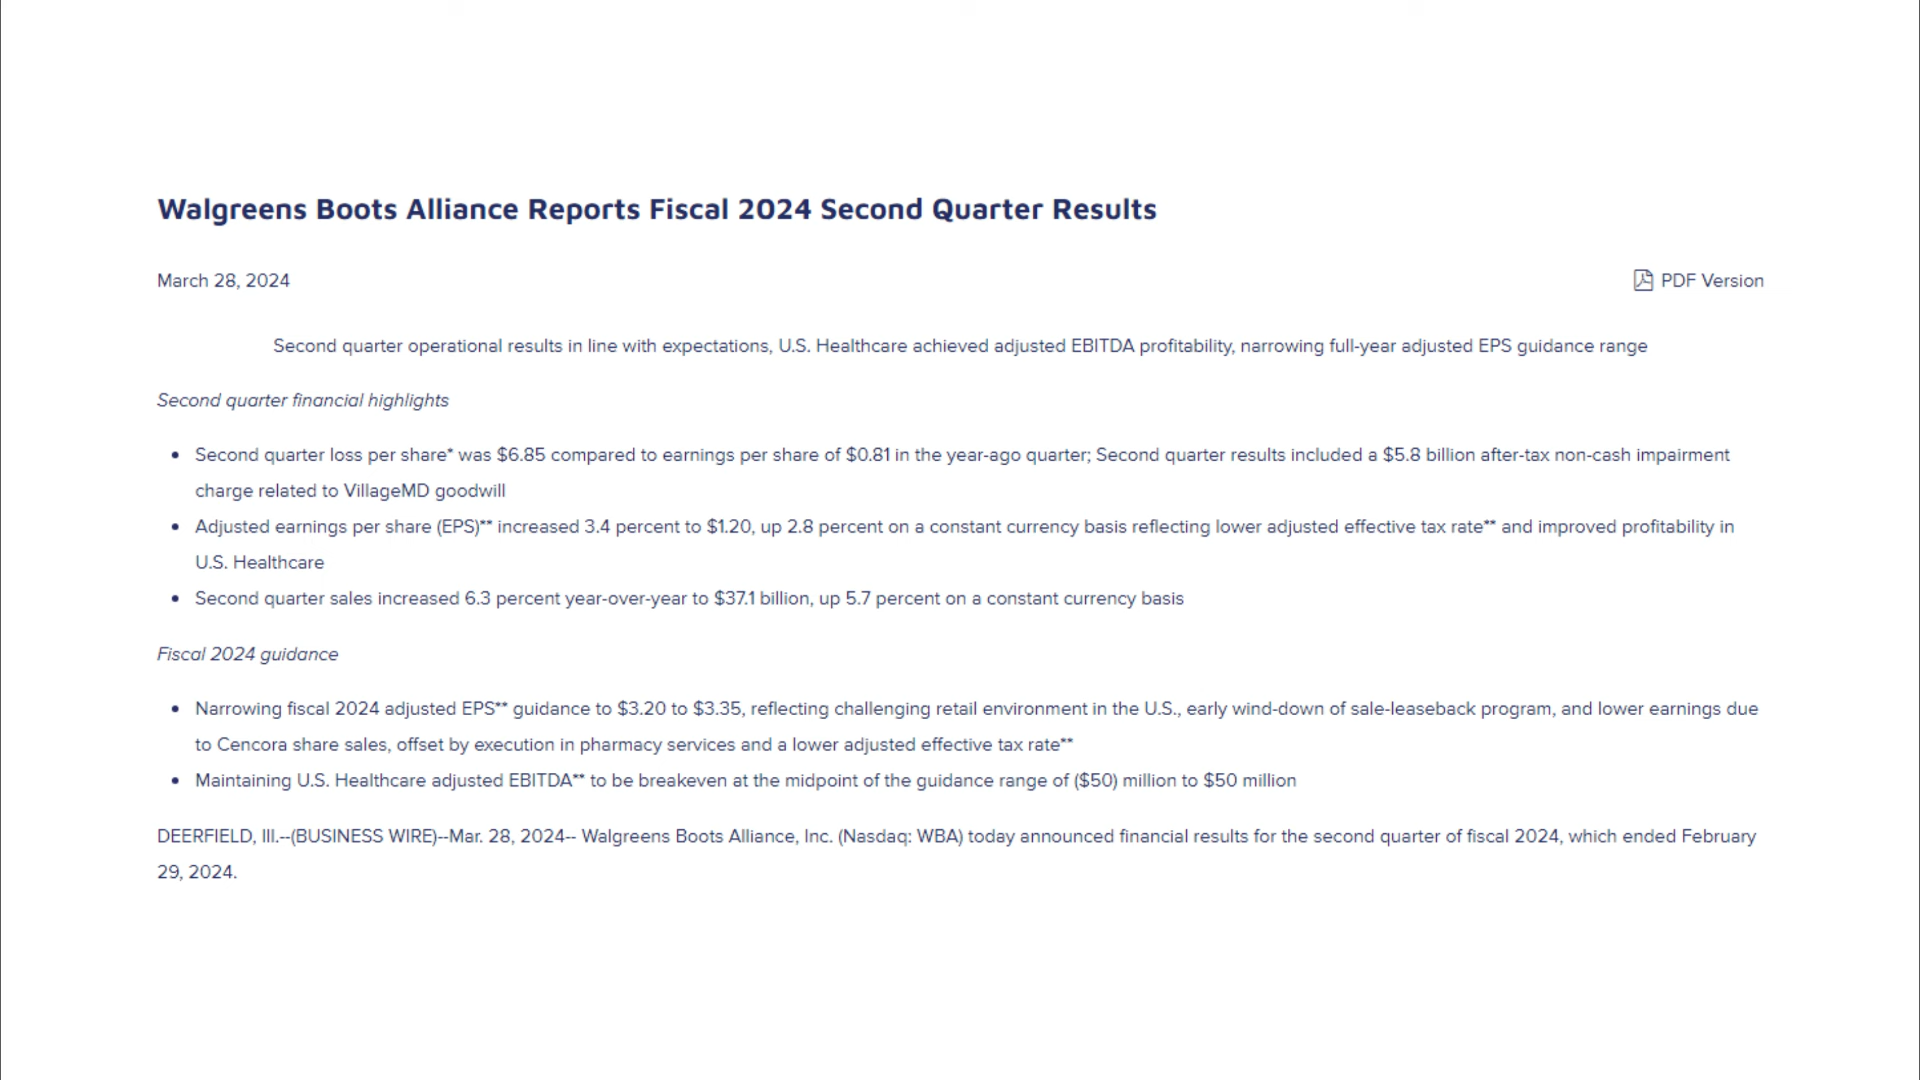 Walgreens Boots Alliance Reports Fiscal 2024 Second Quarter Results
March 28, 2024
PDF Version
Second quarter operational results in line with expectations, U.S. Healthcare achieved adjusted EBITDA profitability, narrowing full-year adjusted EPS guidance range
Second quarter financial highlights
• Second quarter loss per share* was $6.85 compared to earnings per share of $0.81 in the year-ago quarter; Second quarter results included a $5.8 billion after-tax non-cash impairment
charge related to VillageMD goodwill
• Adjusted earnings per share (EPS)** increased 3.4 percent to $1.20, up 2.8 percent on a constant currency basis reflecting lower adjusted effective tax rate** and improved profitability in
U.S. Healthcare
• Second quarter sales increased 6.3 percent year-over-year to $37.1 billion, up 5.7 percent on a constant currency basis
Fiscal 2024 guidance
• Narrowing fiscal 2024 adjusted EPS** guidance to $3.20 to $3.35, reflecting challenging retail environment in the U.S., early wind-down of sale-leaseback program, and lower earnings due
to Cencora share sales, offset by execution in pharmacy services and a lower adjusted effective tax rate**
• Maintaining U.S. Healthcare adjusted EBITDA** to be breakeven at the midpoint of the guidance range of ($50) million to $50 million
DEERFIELD, Ill.--(BUSINESS WIRE)--Mar. 28, 2024-- Walgreens Boots Alliance, Inc. (Nasdaq: WBA) today announced financial results for the second quarter of fiscal 2024, which ended February
29, 2024.